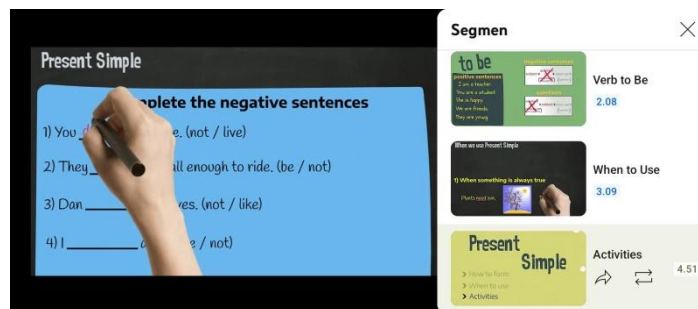 Present Simple
mplete the negative sentences
1) You d e. (not / live)
2) They all enough to ride. (be / not)
3) Dan ves. (not / like)
4) I a e / not)
Segmen
to be
positive sentences
I am a teacher
You are a student
She is happy
We are friends
They are young
negative sentences
questions
Verb to Be
2.08
When we use Present Simple
1) When something is always true
Plants need sun.
When to Use
3.09
Present
Simple
> How to form
> When to use
> Activities
Activities
4.51